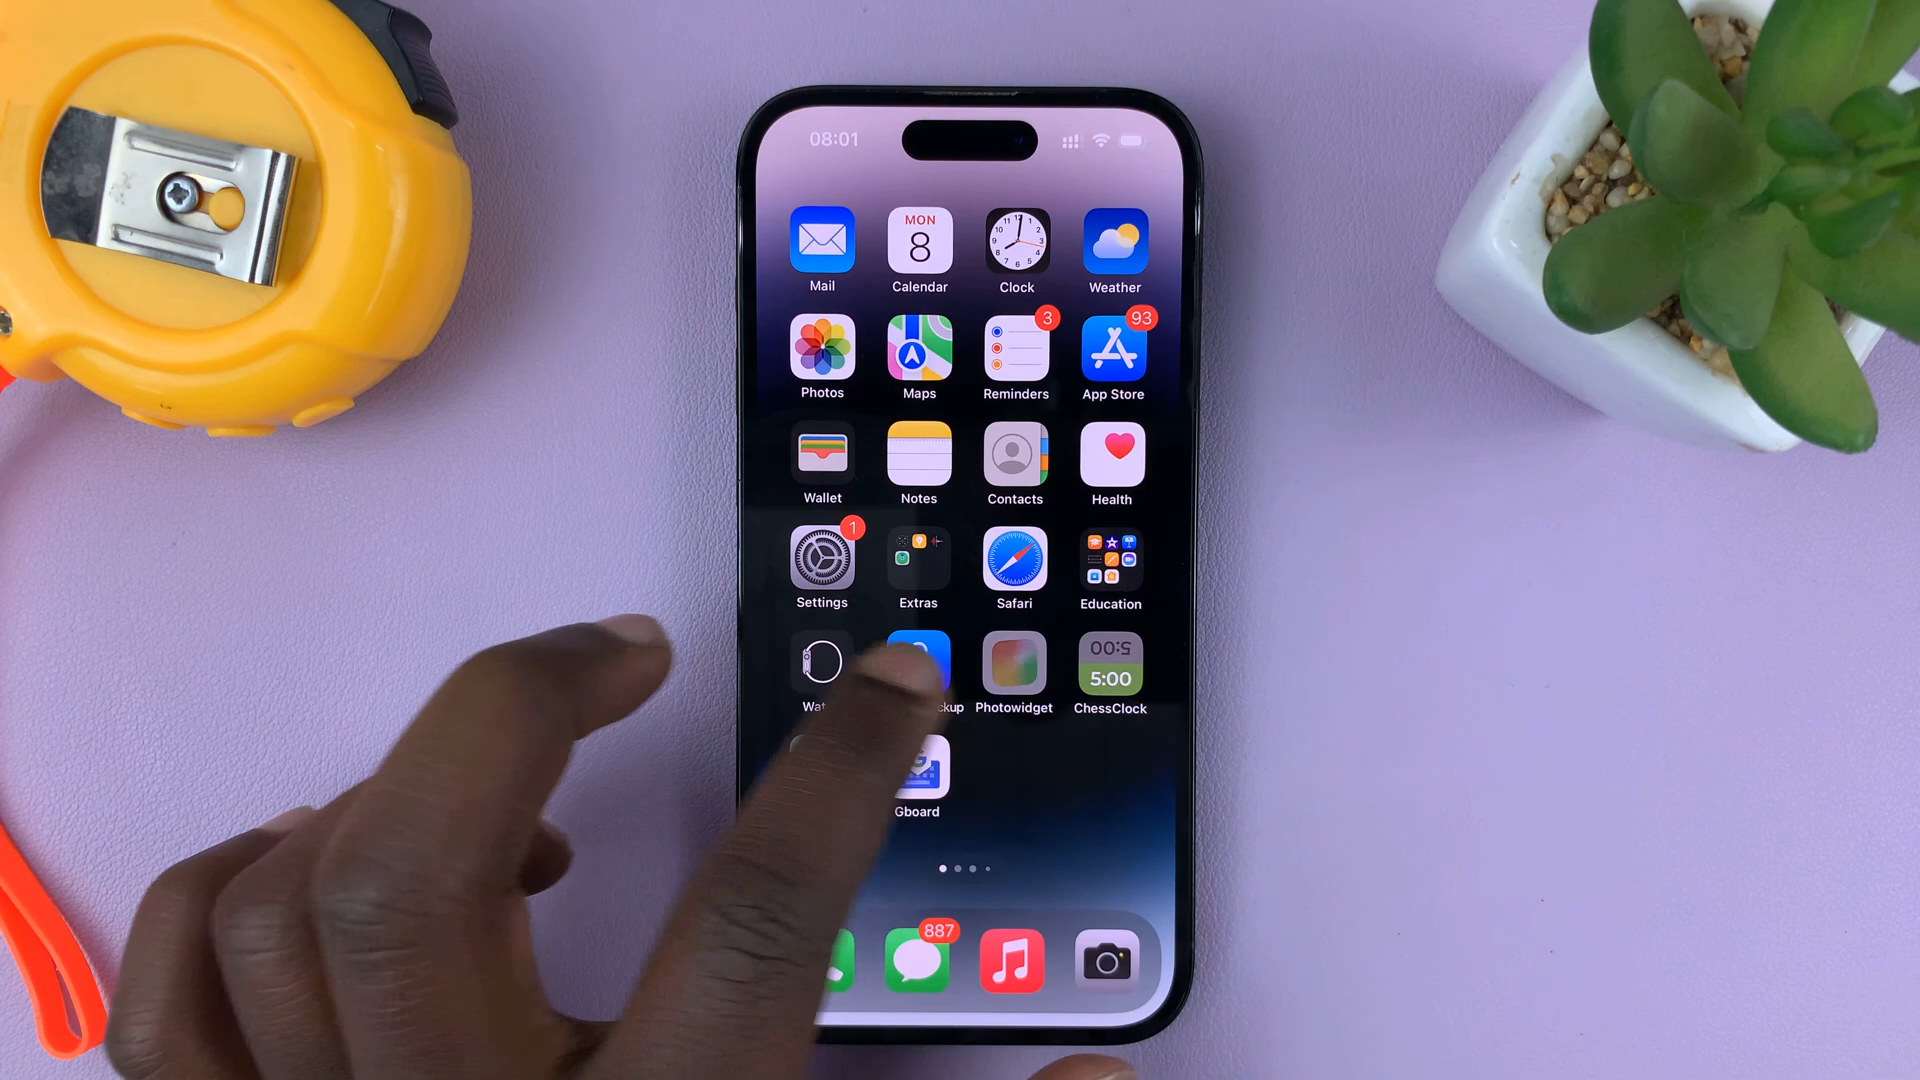 08:01
MON
8
Mail Calendar Clock Weather
3 93
Photos Maps Reminders App Store
Wallet Notes Contacts Health
1
Settings Extras Safari Education
00:5
5:00
Photowidget ChessClock
Gboard
887